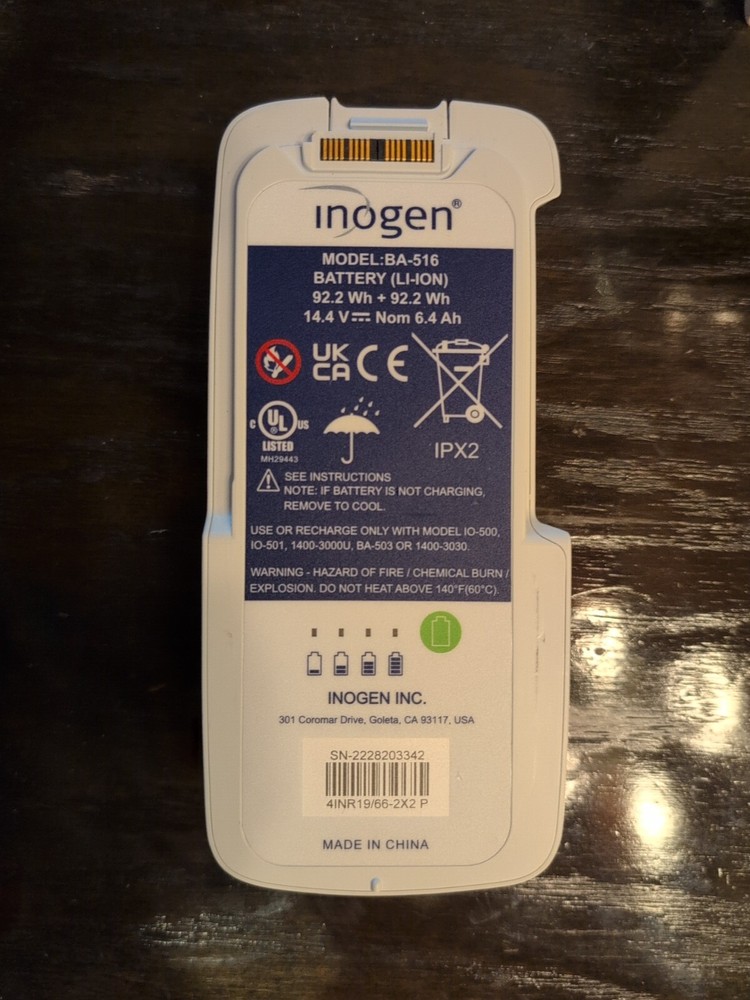 inogen®
MODEL:BA-516
BATTERY (LI-ION)
92.2 Wh + 92.2 Wh
14.4 V⎓ Nom 6.4 Ah
UK
CA CE
C UL US
LISTED
MH29443
IPX2
SEE INSTRUCTIONS
NOTE: IF BATTERY IS NOT CHARGING,
REMOVE TO COOL.
USE OR RECHARGE ONLY WITH MODEL IO-500,
IO-501, 1400-3000U, BA-503 OR 1400-3030.
WARNING - HAZARD OF FIRE / CHEMICAL BURN /
EXPLOSION. DO NOT HEAT ABOVE 140°F(60°C).
INOGEN INC.
301 Coromar Drive, Goleta, CA 93117, USA
SN-2228203342
4INR19/66-2X2 P
MADE IN CHINA